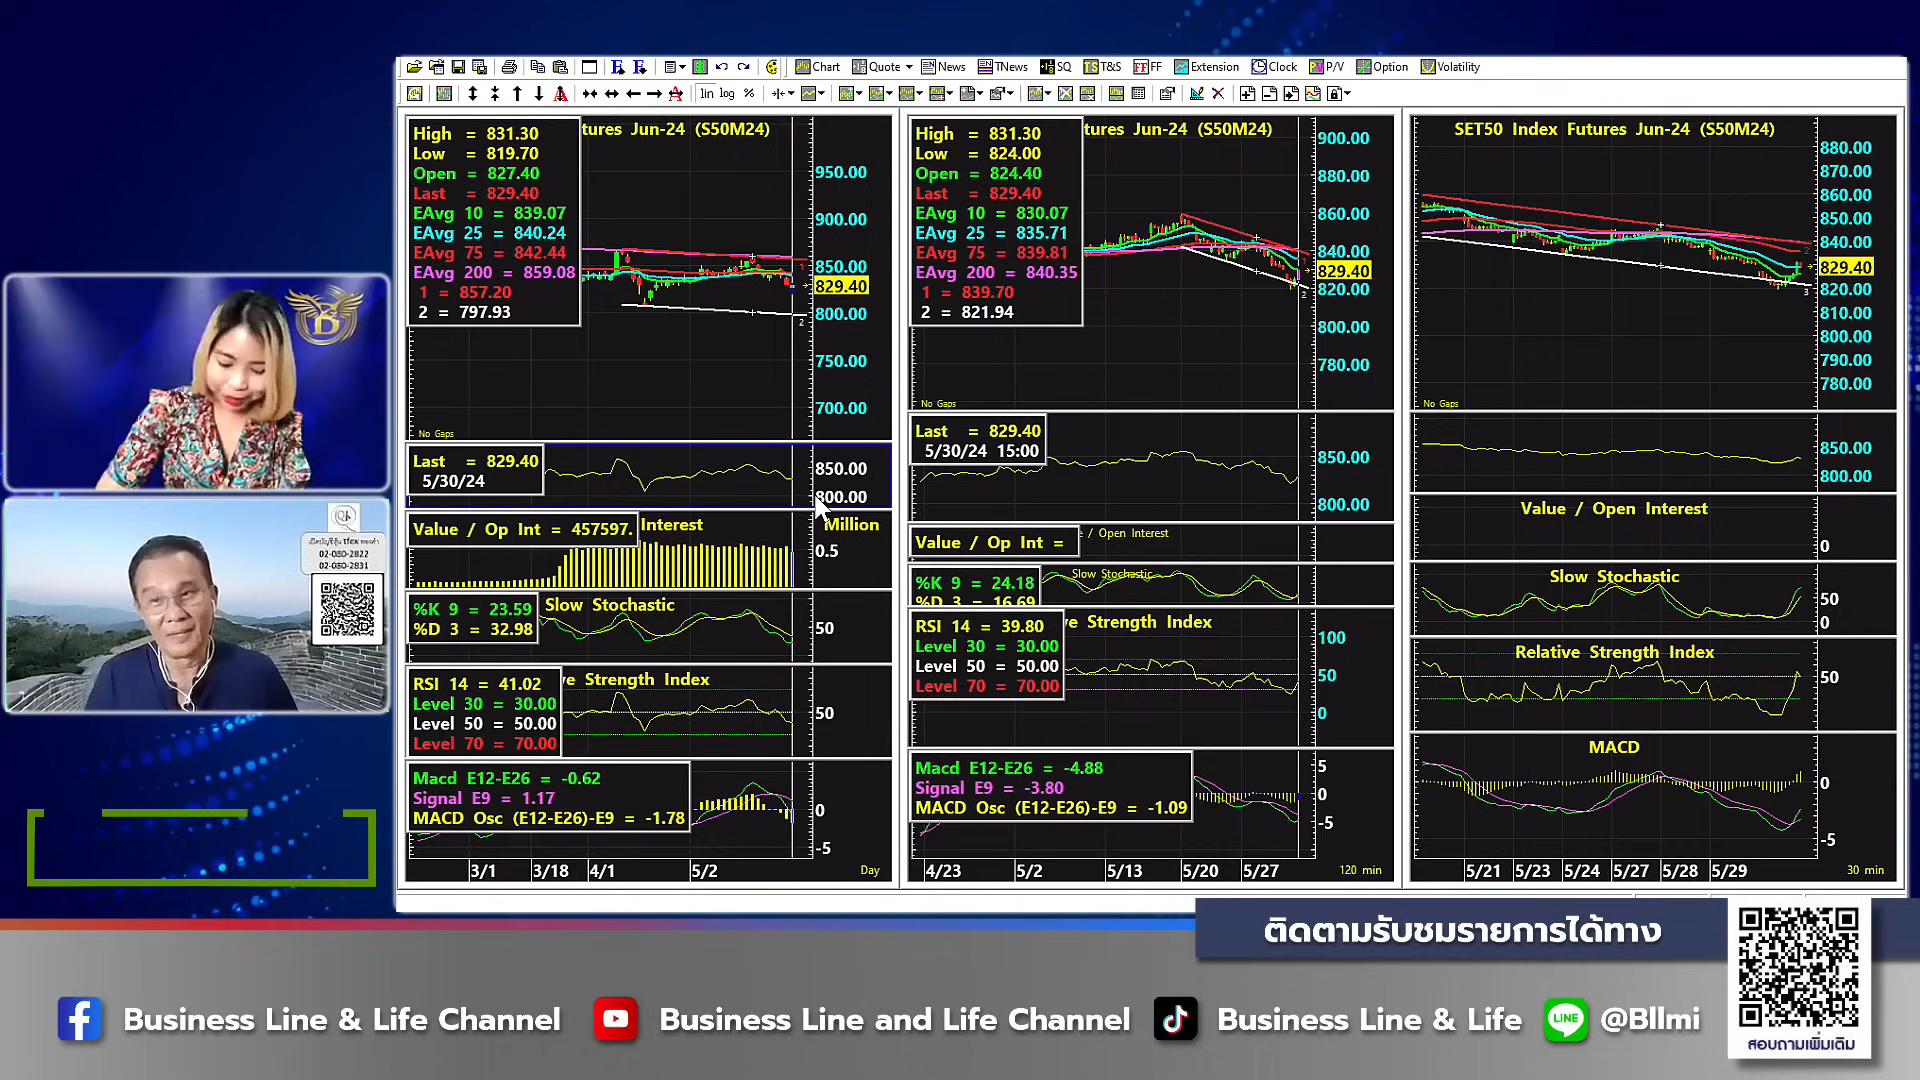 Chart Quote News TNews SQ T&S FF Extension Clock P/V Option Volatility
lin log %
High = 831.30
Low = 819.70
Open = 827.40
Last = 829.40
EAvg 10 = 839.07
EAvg 25 = 840.24
EAvg 75 = 842.44
EAvg 200 = 859.08
1 = 857.20
2 = 797.93
tures Jun-24 (S50M24)
950.00
900.00
850.00
829.40
800.00
750.00
700.00
2
No Gaps
Last = 829.40
5/30/24
850.00
800.00
Value / Op Int = 457597.
Interest
Million
0.5
%K 9 = 23.59
%D 3 = 32.98
Slow Stochastic
50
RSI 14 = 41.02
Level 30 = 30.00
Level 50 = 50.00
Level 70 = 70.00
ve Strength Index
50
Macd E12-E26 = -0.62
Signal E9 = 1.17
MACD Osc (E12-E26)-E9 = -1.78
0
-5
3/1 3/18 4/1 5/2 Day
High = 831.30
Low = 824.00
Open = 824.40
Last = 829.40
EAvg 10 = 830.07
EAvg 25 = 835.71
EAvg 75 = 839.81
EAvg 200 = 840.35
1 = 839.70
2 = 821.94
tures Jun-24 (S50M24)
900.00
880.00
860.00
840.00
829.40
820.00
800.00
780.00
1
2
No Gaps
Last = 829.40
5/30/24 15:00
850.00
800.00
Value / Op Int =
e / Open Interest
%K 9 = 24.18
%D 3 = 16.69
Slow Stochastic
RSI 14 = 39.80
Level 30 = 30.00
Level 50 = 50.00
Level 70 = 70.00
ve Strength Index
100
50
0
Macd E12-E26 = -4.88
Signal E9 = -3.80
MACD Osc (E12-E26)-E9 = -1.09
5
0
-5
4/23 5/2 5/13 5/20 5/27 120 min
SET50 Index Futures Jun-24 (S50M24)
880.00
870.00
860.00
850.00
840.00
829.40
820.00
810.00
800.00
790.00
780.00
No Gaps
850.00
800.00
Value / Open Interest
0
Slow Stochastic
50
0
Relative Strength Index
50
MACD
0
-5
5/21 5/23 5/24 5/27 5/28 5/29 30 min
02-080-2822
02-080-2831
ติดตามรับชมรายการได้ทาง
Business Line & Life Channel
Business Line and Life Channel
Business Line & Life
LINE
@Bllmi
สอบถามเพิ่มเติม